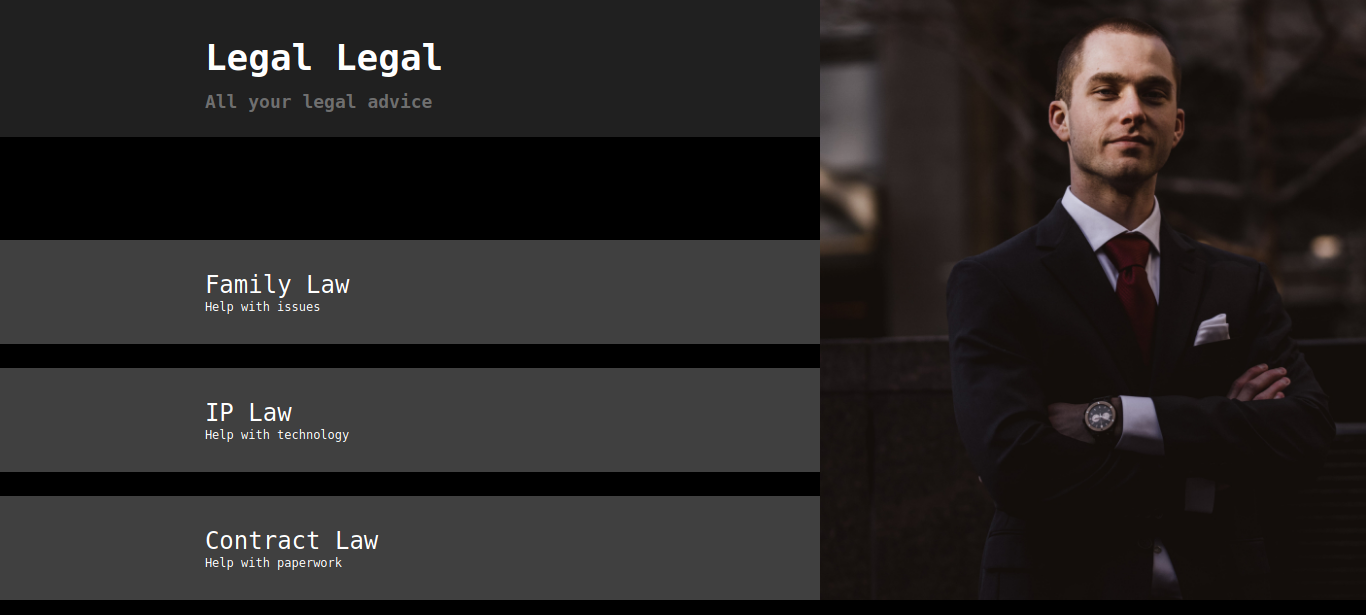 Legal Legal
All your legal advice
Family Law
Help with issues
IP Law
Help with technology
Contract Law
Help with paperwork